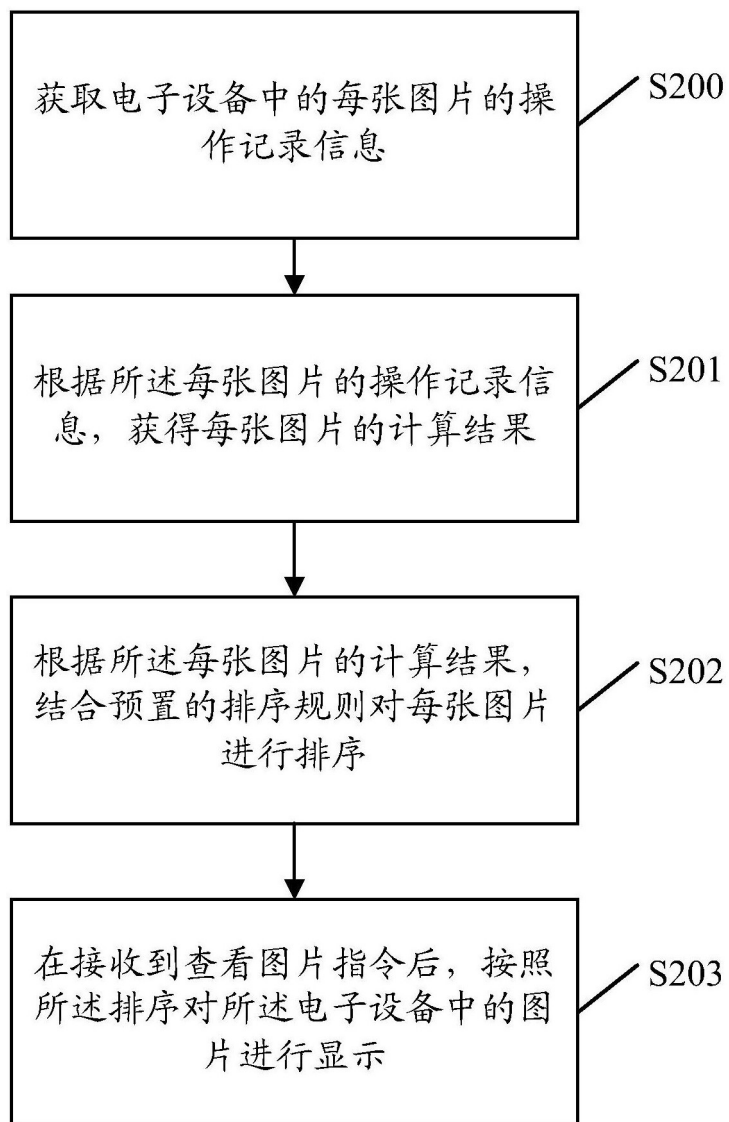 获取电子设备中的每张图片的操
作记录信息
S200
根据所述每张图片的操作记录信
息，获得每张图片的计算结果
S201
根据所述每张图片的计算结果，
结合预置的排序规则对每张图片
进行排序
S202
在接收到查看图片指令后，按照
所述排序对所述电子设备中的图
片进行显示
S203